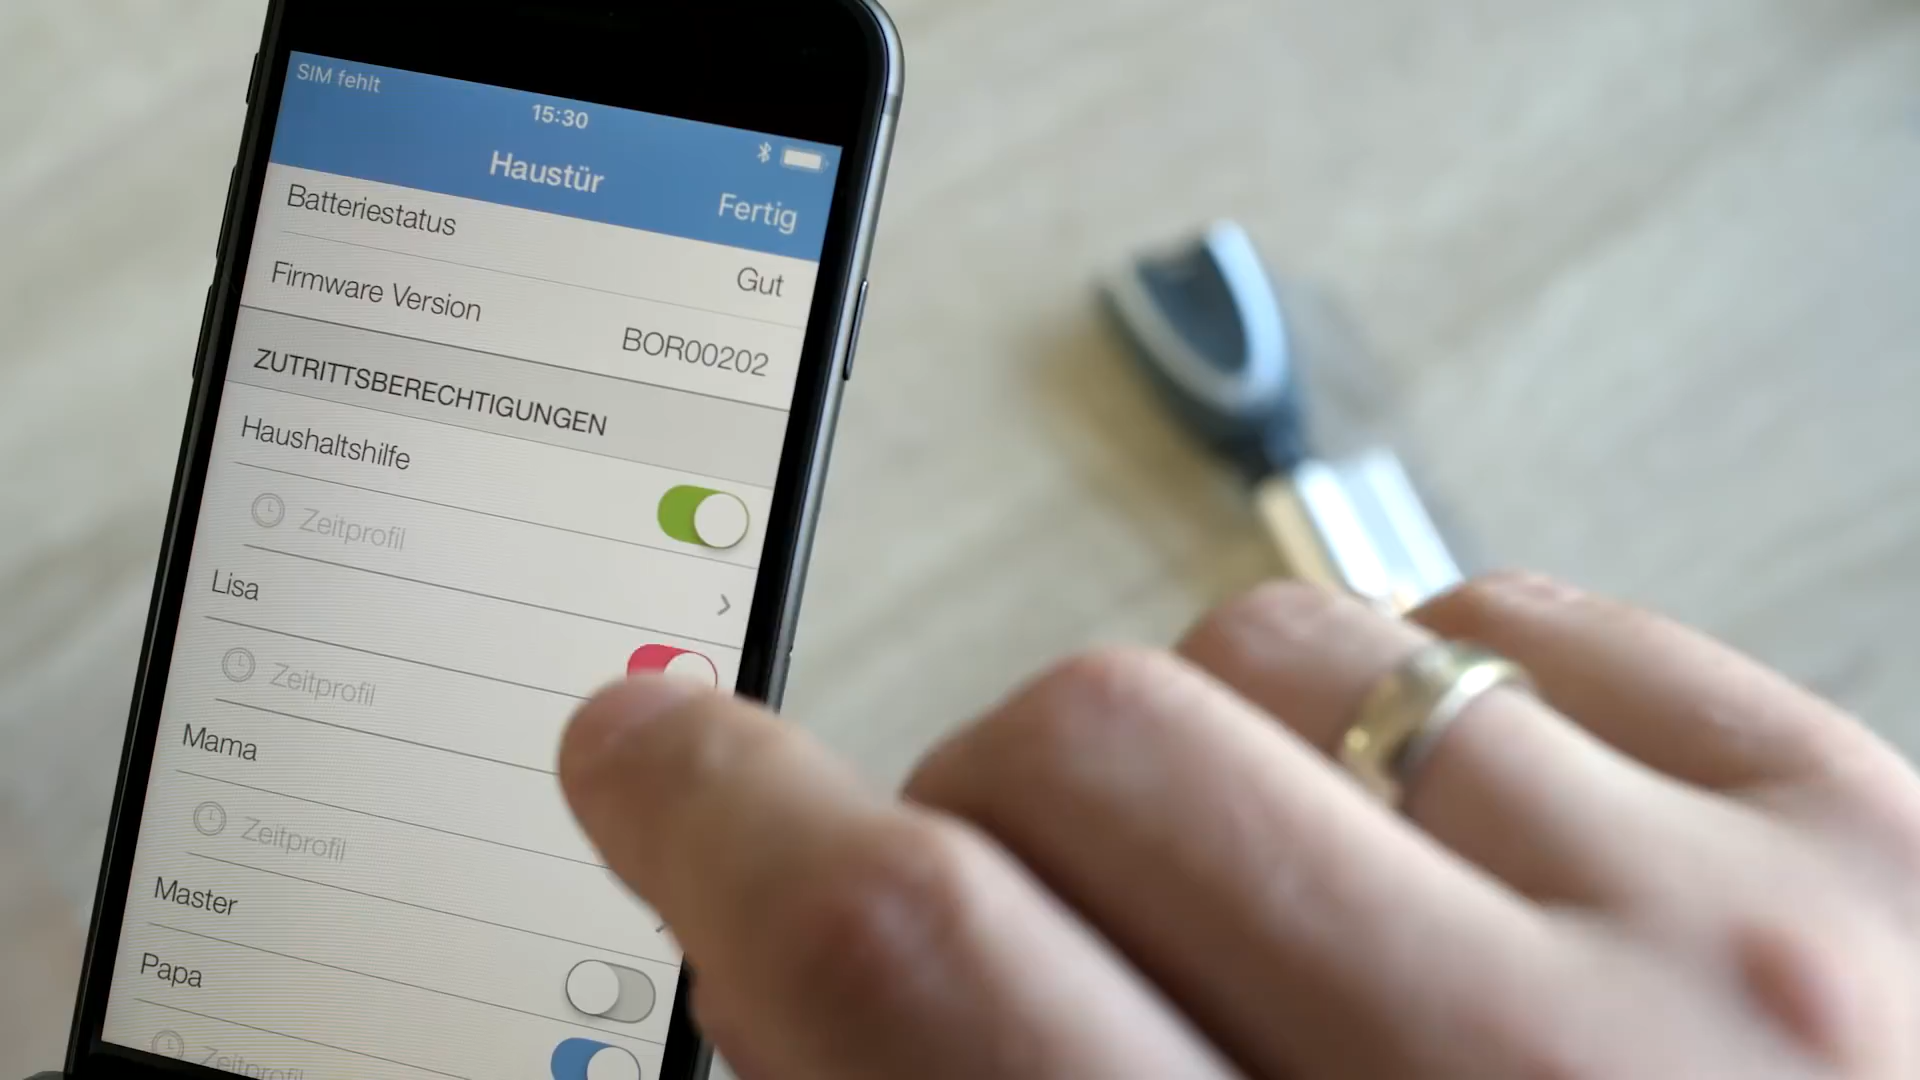 SIM fehlt
15:30
Haustür
Fertig
Batteriestatus
Gut
Firmware Version
BOR00202
ZUTRITTSBERECHTIGUNGEN
Haushaltshilfe
Zeitprofil
Lisa
Zeitprofil
Mama
Zeitprofil
Master
Papa
Zeitprofil